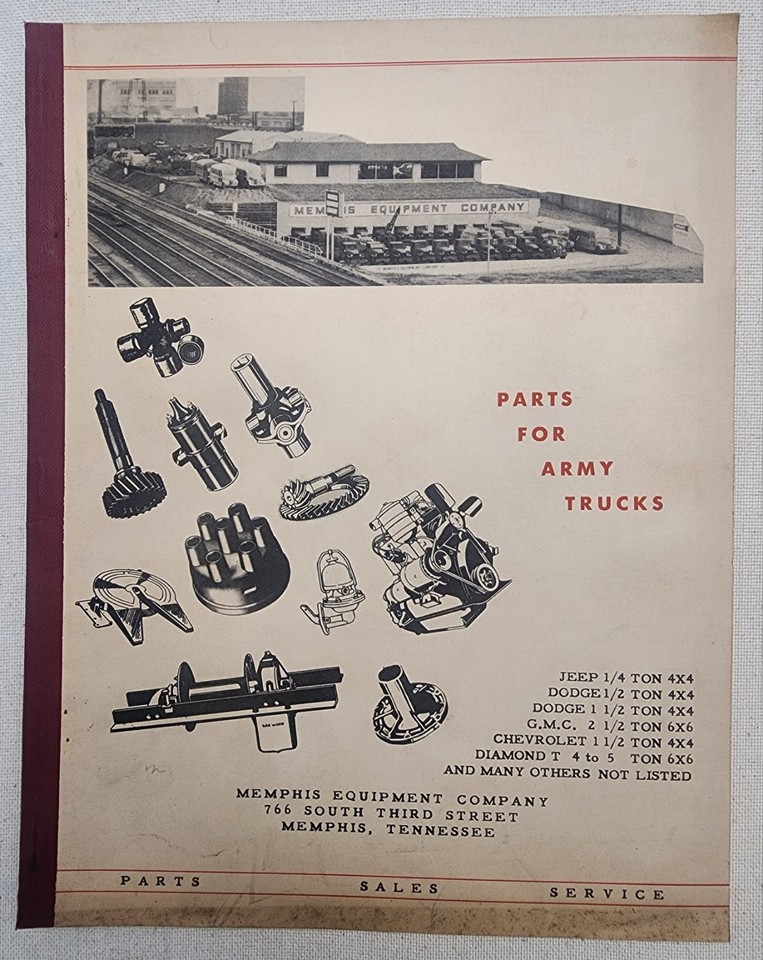 MEMPHIS EQUIPMENT COMPANY
PARTS
FOR
ARMY
TRUCKS
JEEP 1/4 TON 4X4
DODGE 1/2 TON 4X4
DODGE 1 1/2 TON 4X4
G.M.C. 2 1/2 TON 6X6
CHEVROLET 1 1/2 TON 4X4
DIAMOND T 4 to 5 TON 6X6
AND MANY OTHERS NOT LISTED
MEMPHIS EQUIPMENT COMPANY
766 SOUTH THIRD STREET
MEMPHIS, TENNESSEE
PARTS SALES SERVICE